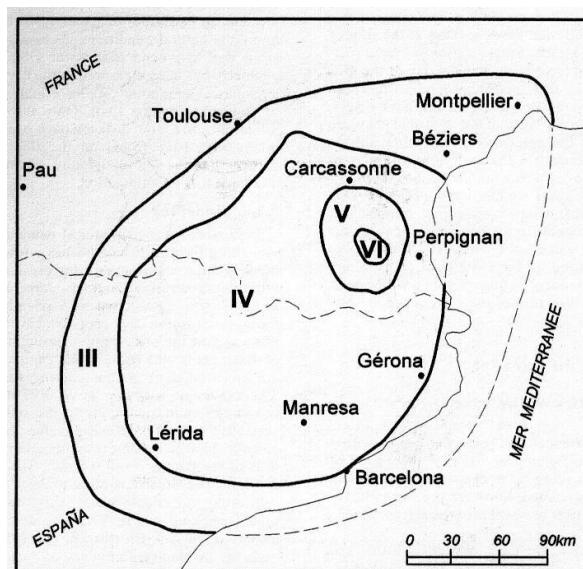 FRANCE
Montpellier
Toulouse
Béziers
Carcassonne
Pau
V
VI
Perpignan
IV
III
Gérona
MER MEDITERRANEE
Manresa
Lérida
Barcelona
ESPAÑA
0 30 60 90km